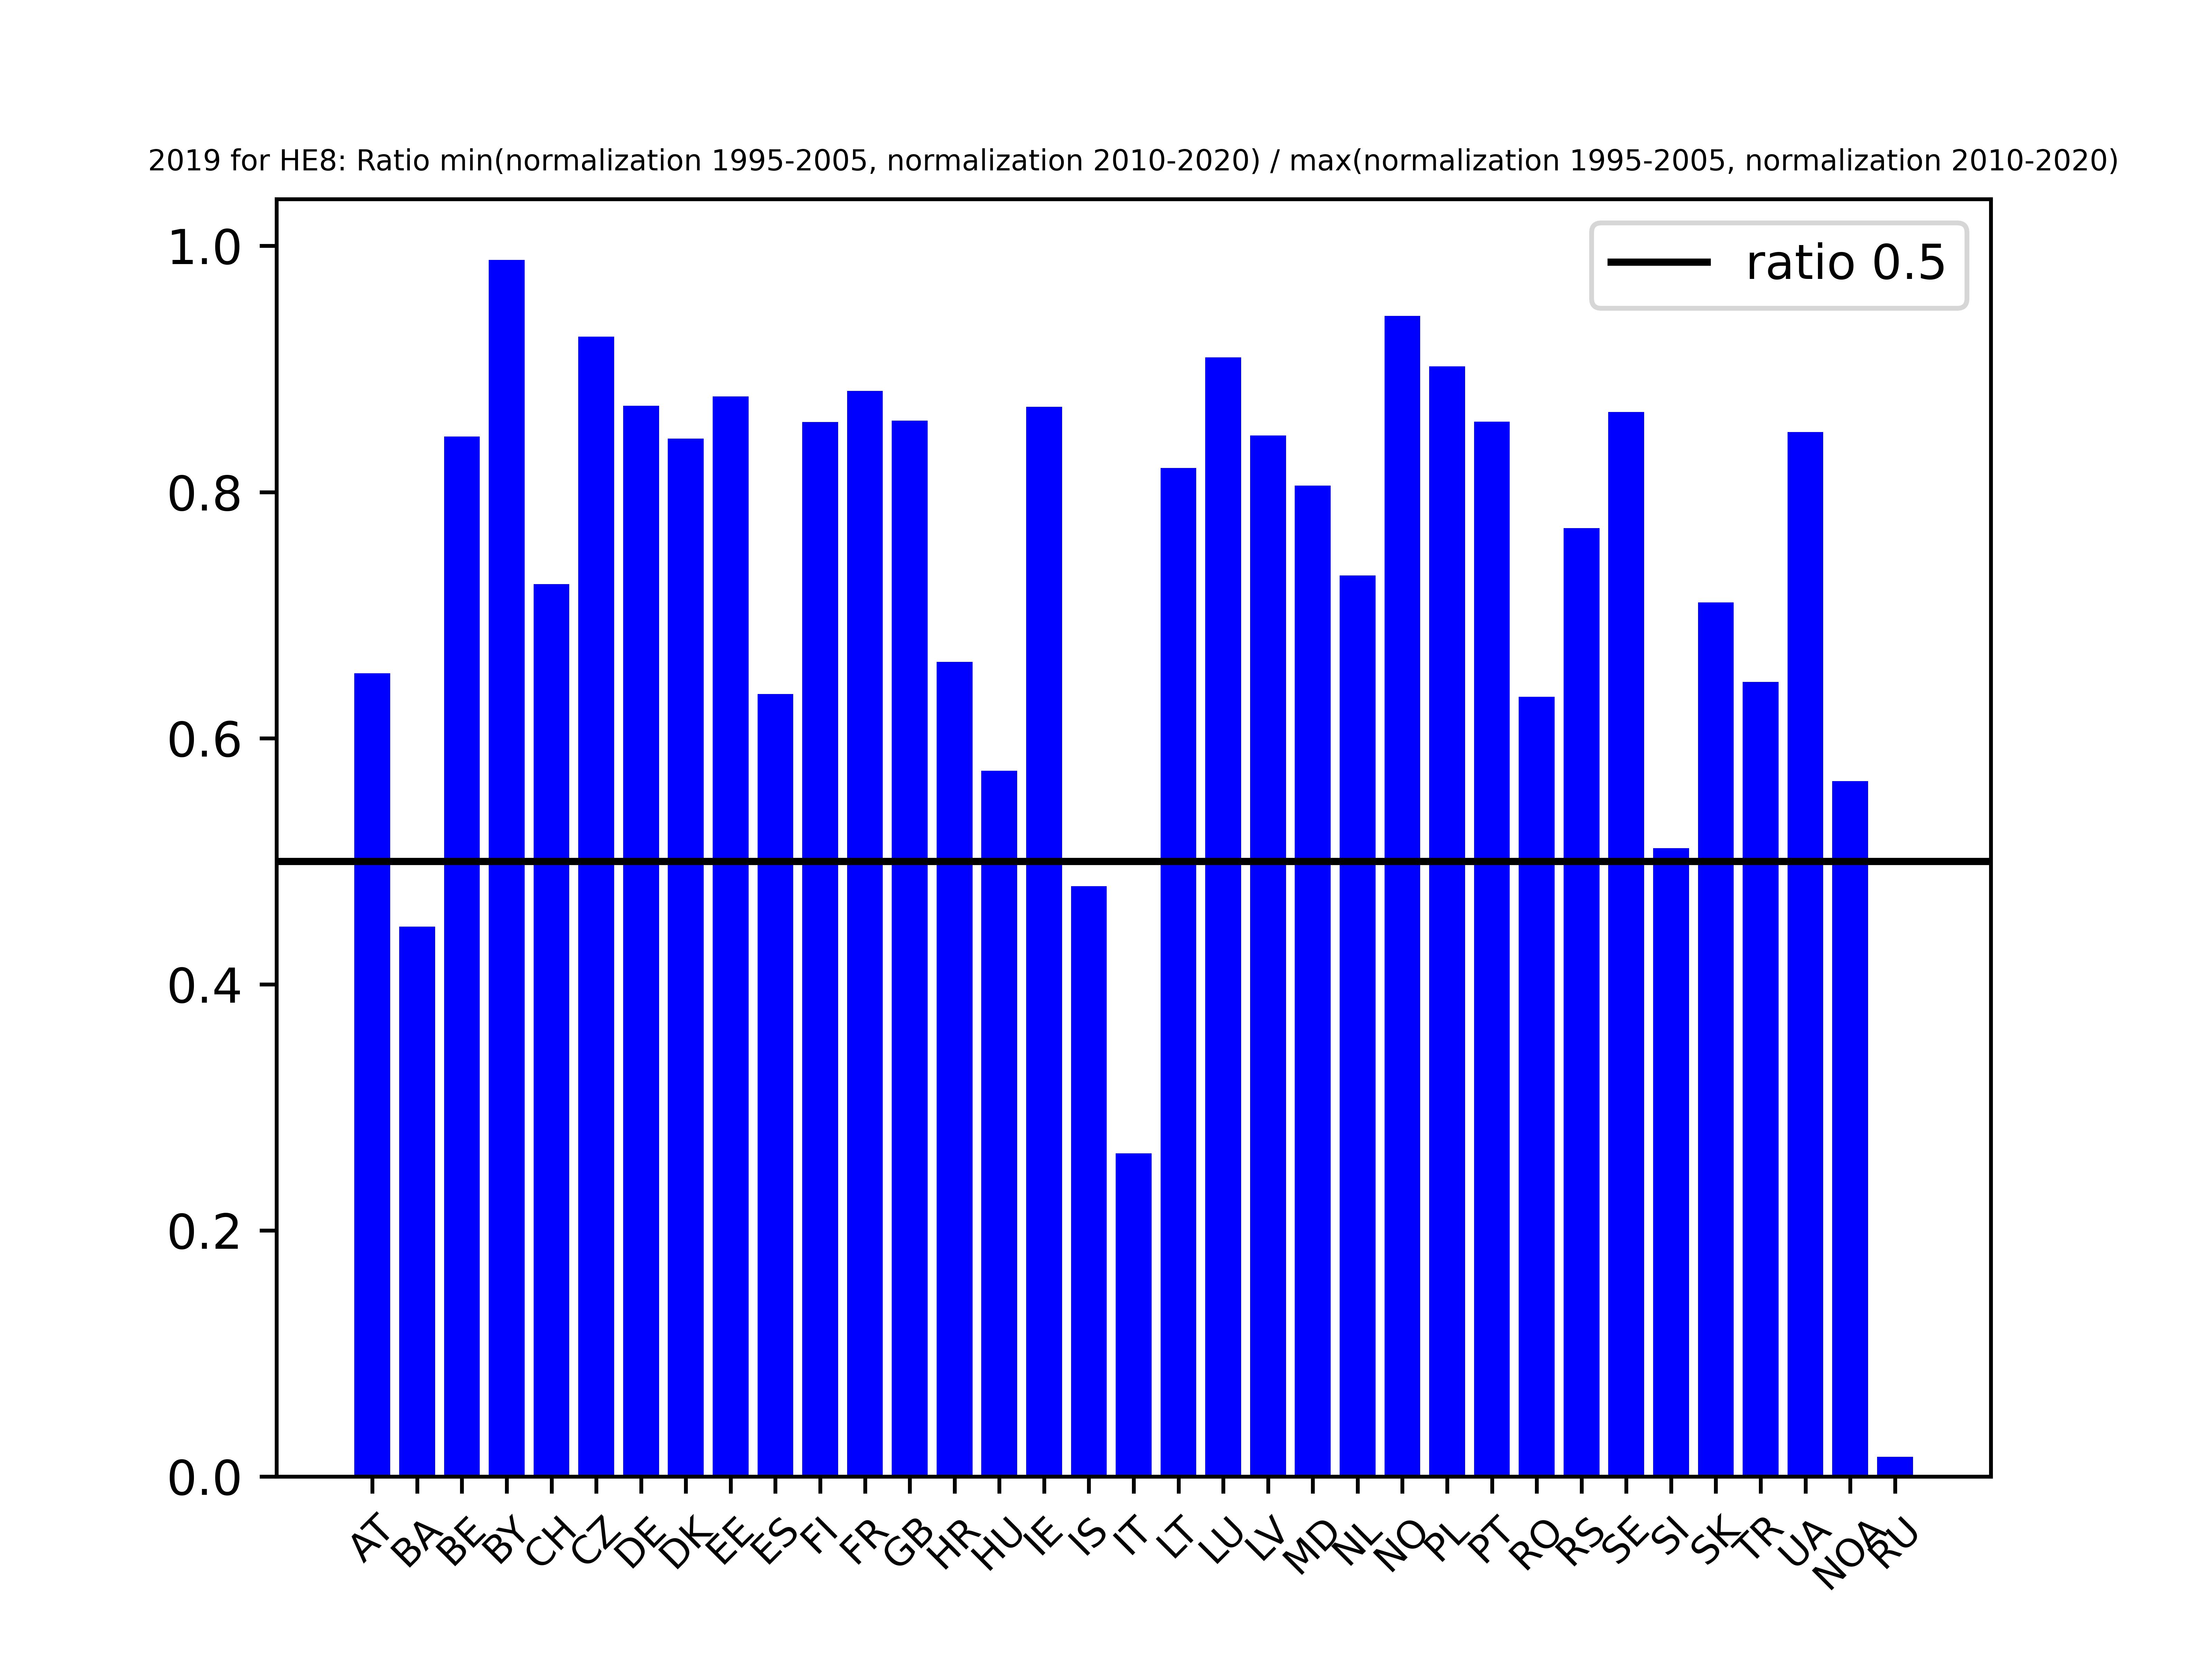 2019 for HE8: Ratio min(normalization 1995-2005, normalization 2010-2020) / max(normalization 1995-2005, normalization 2010-2020)
ratio 0.5
1.0
0.8
0.6
0.4
0.2
0.0
AT BA BE BY CH CZ DE DK EE ES FI FR GB HR HU IE IS IT LT LU LV MD NL NO PL PT RO RS SE SI SK TR UA NOA RU